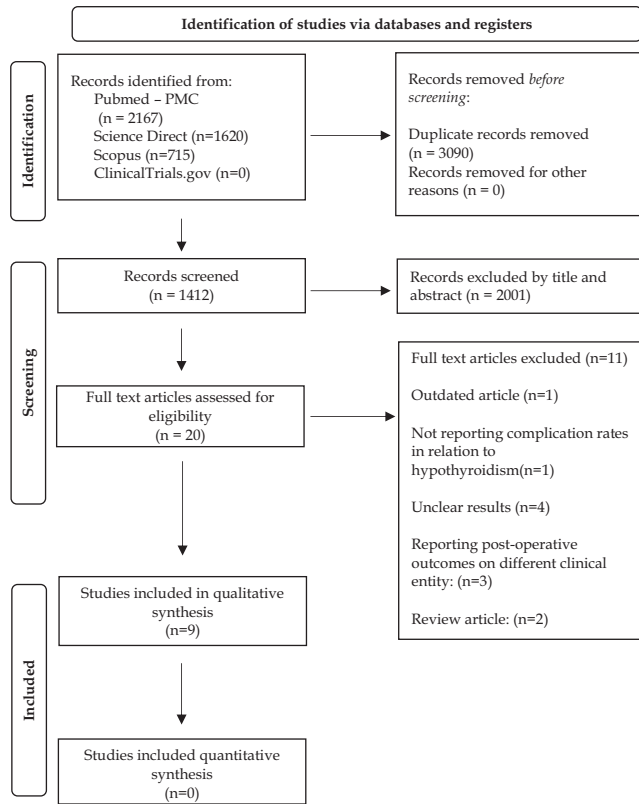 Identification of studies via databases and registers
Identification
Records identified from:
Pubmed – PMC
(n = 2167)
Science Direct (n=1620)
Scopus (n=715)
ClinicalTrials.gov (n=0)
Records removed before
screening:
Duplicate records removed
(n = 3090)
Records removed for other
reasons (n = 0)
Screening
Records screened
(n = 1412)
Records excluded by title and
abstract (n = 2001)
Full text articles assessed for
eligibility
(n = 20)
Full text articles excluded (n=11)
Outdated article (n=1)
Not reporting complication rates
in relation to
hypothyroidism(n=1)
Unclear results (n=4)
Reporting post-operative
outcomes on different clinical
entity: (n=3)
Review article: (n=2)
Included
Studies included in qualitative
synthesis
(n=9)
Studies included quantitative
synthesis
(n=0)